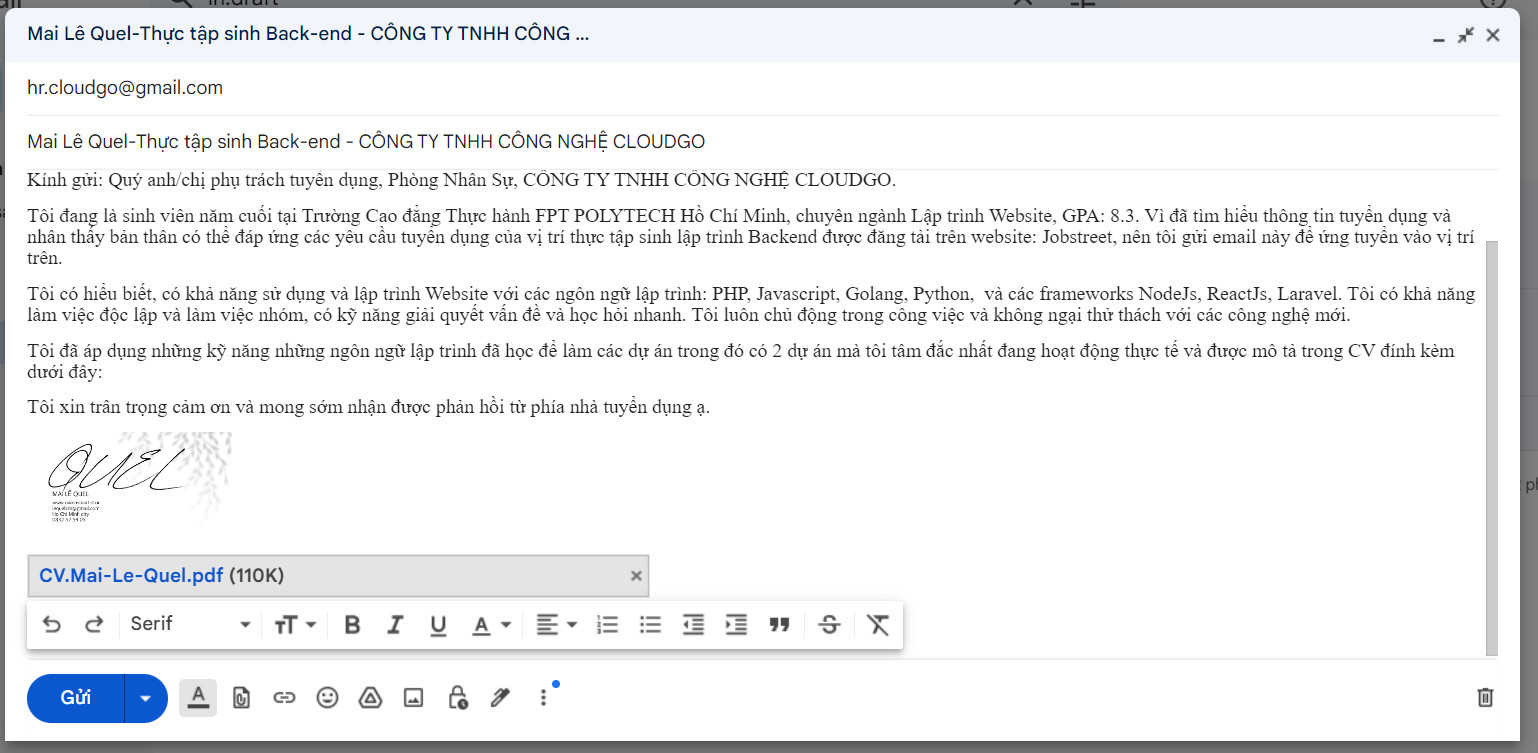 in:draft
Mai Lê Quel-Thực tập sinh Back-end - CÔNG TY TNHH CÔNG ...
hr.cloudgo@gmail.com
Mai Lê Quel-Thực tập sinh Back-end - CÔNG TY TNHH CÔNG NGHỆ CLOUDGO
Kính gửi: Quý anh/chị phụ trách tuyển dụng, Phòng Nhân Sự, CÔNG TY TNHH CÔNG NGHỆ CLOUDGO.
Tôi đang là sinh viên năm cuối tại Trường Cao đẳng Thực hành FPT POLYTECH Hồ Chí Minh, chuyên ngành Lập trình Website, GPA: 8.3. Vì đã tìm hiểu thông tin tuyển dụng và
nhân thấy bản thân có thể đáp ứng các yêu cầu tuyển dụng của vị trí thực tập sinh lập trình Backend được đăng tải trên website: Jobstreet, nên tôi gửi email này để ứng tuyển vào vị trí
trên.
Tôi có hiểu biết, có khả năng sử dụng và lập trình Website với các ngôn ngữ lập trình: PHP, Javascript, Golang, Python,  và các frameworks NodeJs, ReactJs, Laravel. Tôi có khả năng
làm việc độc lập và làm việc nhóm, có kỹ năng giải quyết vấn đề và học hỏi nhanh. Tôi luôn chủ động trong công việc và không ngại thử thách với các công nghệ mới.
Tôi đã áp dụng những kỹ năng những ngôn ngữ lập trình đã học để làm các dự án trong đó có 2 dự án mà tôi tâm đắc nhất đang hoạt động thực tế và được mô tả trong CV đính kèm
dưới đây:
Tôi xin trân trọng cảm ơn và mong sớm nhận được phản hồi từ phía nhà tuyển dụng ạ.
QUEL
MAI LÊ QUEL
Ho Chi Minh city
CV.Mai-Le-Quel.pdf (110K)
Serif
Gửi